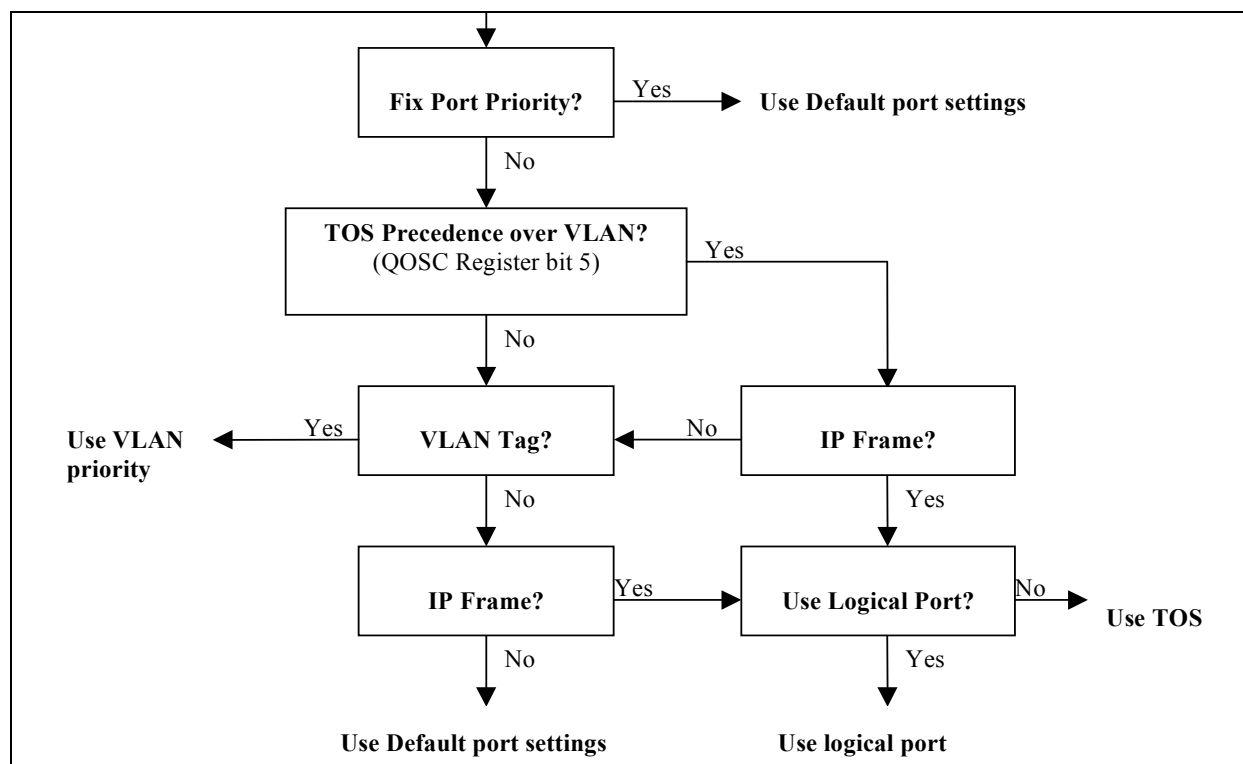 Fix Port Priority?
Yes
Use Default port settings
No
TOS Precedence over VLAN?
(QOSC Register bit 5)
Yes
No
Use VLAN
priority
Yes
VLAN Tag?
No
IP Frame?
No
Yes
IP Frame?
Yes
Use Logical Port?
No
Use TOS
No
Yes
Use Default port settings
Use logical port